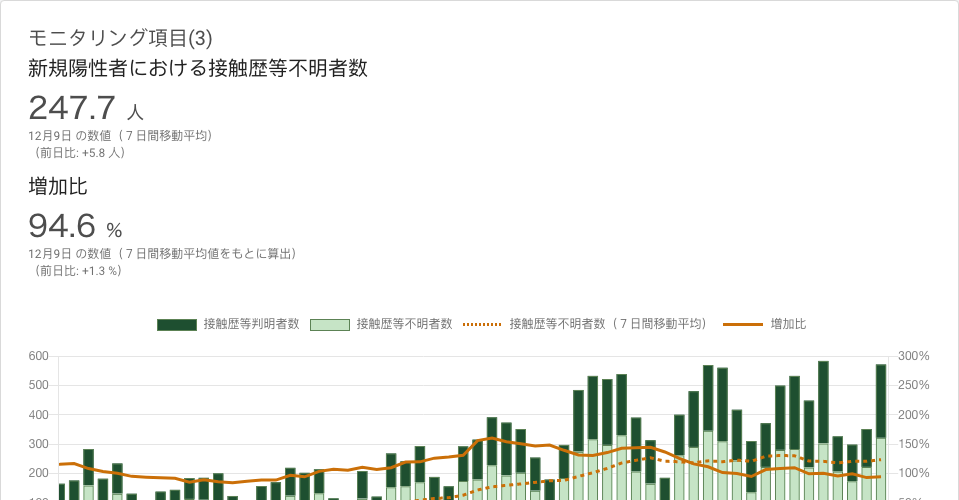 モニタリング項目(3)
新規陽性者における接触歴等不明者数
247.7 人
12月9日 の数値（７日間移動平均）
（前日比: +5.8 人）
増加比
94.6 %
12月9日 の数値（７日間移動平均値をもとに算出）
（前日比: +1.3 %）
接触歴等判明者数 接触歴等不明者数 接触歴等不明者数（７日間移動平均） 増加比
600 300%
500 250%
400 200%
300 150%
200 100%
100 50%